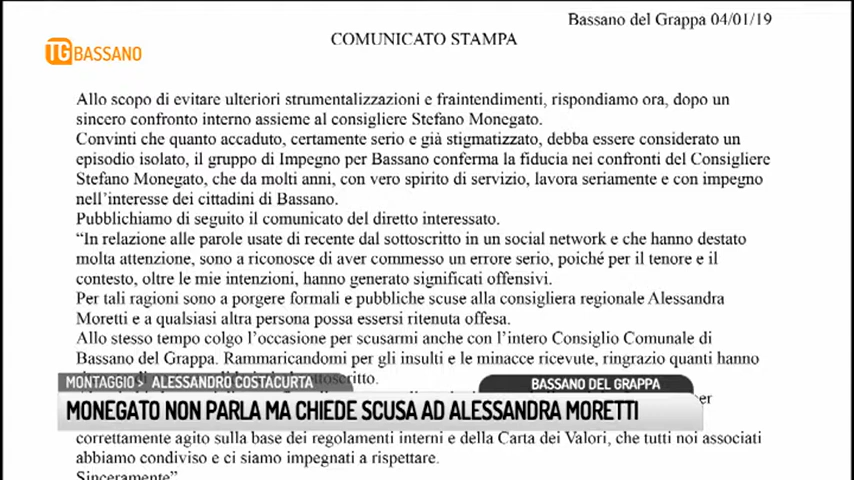 Bassano del Grappa 04/01/19
COMUNICATO STAMPA
TG BASSANO
Allo scopo di evitare ulteriori strumentalizzazioni e fraintendimenti, rispondiamo ora, dopo un
sincero confronto interno assieme al consigliere Stefano Monegato.
Convinti che quanto accaduto, certamente serio e già stigmatizzato, debba essere considerato un
episodio isolato, il gruppo di Impegno per Bassano conferma la fiducia nei confronti del Consigliere
Stefano Monegato, che da molti anni, con vero spirito di servizio, lavora seriamente e con impegno
nell’interesse dei cittadini di Bassano.
Pubblichiamo di seguito il comunicato del diretto interessato.
“In relazione alle parole usate di recente dal sottoscritto in un social network e che hanno destato
molta attenzione, sono a riconosce di aver commesso un errore serio, poiché per il tenore e il
contesto, oltre le mie intenzioni, hanno generato significati offensivi.
Per tali ragioni sono a porgere formali e pubbliche scuse alla consigliera regionale Alessandra
Moretti e a qualsiasi altra persona possa essersi ritenuta offesa.
Allo stesso tempo colgo l’occasione per scusarmi anche con l’intero Consiglio Comunale di
Bassano del Grappa. Rammaricandomi per gli insulti e le minacce ricevute, ringrazio quanti hanno
MONTAGGIO > ALESSANDRO COSTACURTA
BASSANO DEL GRAPPA
per
MONEGATO NON PARLA MA CHIEDE SCUSA AD ALESSANDRA MORETTI
correttamente agito sulla base dei regolamenti interni e della Carta dei Valori, che tutti noi associati
abbiamo condiviso e ci siamo impegnati a rispettare.
Sinceramente”